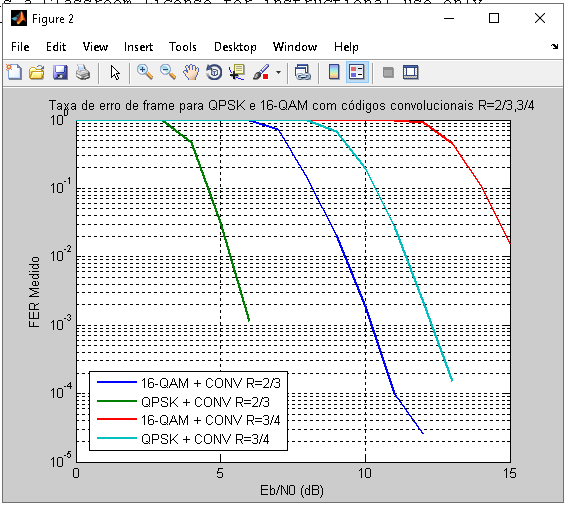 s a Classroom License for instructional use only
Figure 2
File Edit View Insert Tools Desktop Window Help
Taxa de erro de frame para QPSK e 16-QAM com códigos convolucionais R=2/3,3/4
10^0
10^-1
10^-2
10^-3
10^-4
10^-5
FER Medido
16-QAM + CONV R=2/3
QPSK + CONV R=2/3
16-QAM + CONV R=3/4
QPSK + CONV R=3/4
0 5 10 15
Eb/N0 (dB)